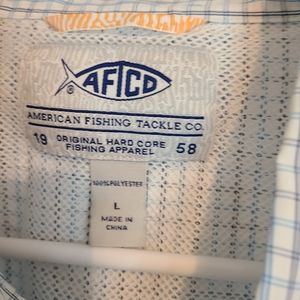 AFTCO
®
AMERICAN FISHING TACKLE CO.
19 ORIGINAL HARD CORE 58
FISHING APPAREL
100% POLYESTER
L
MADE IN
CHINA